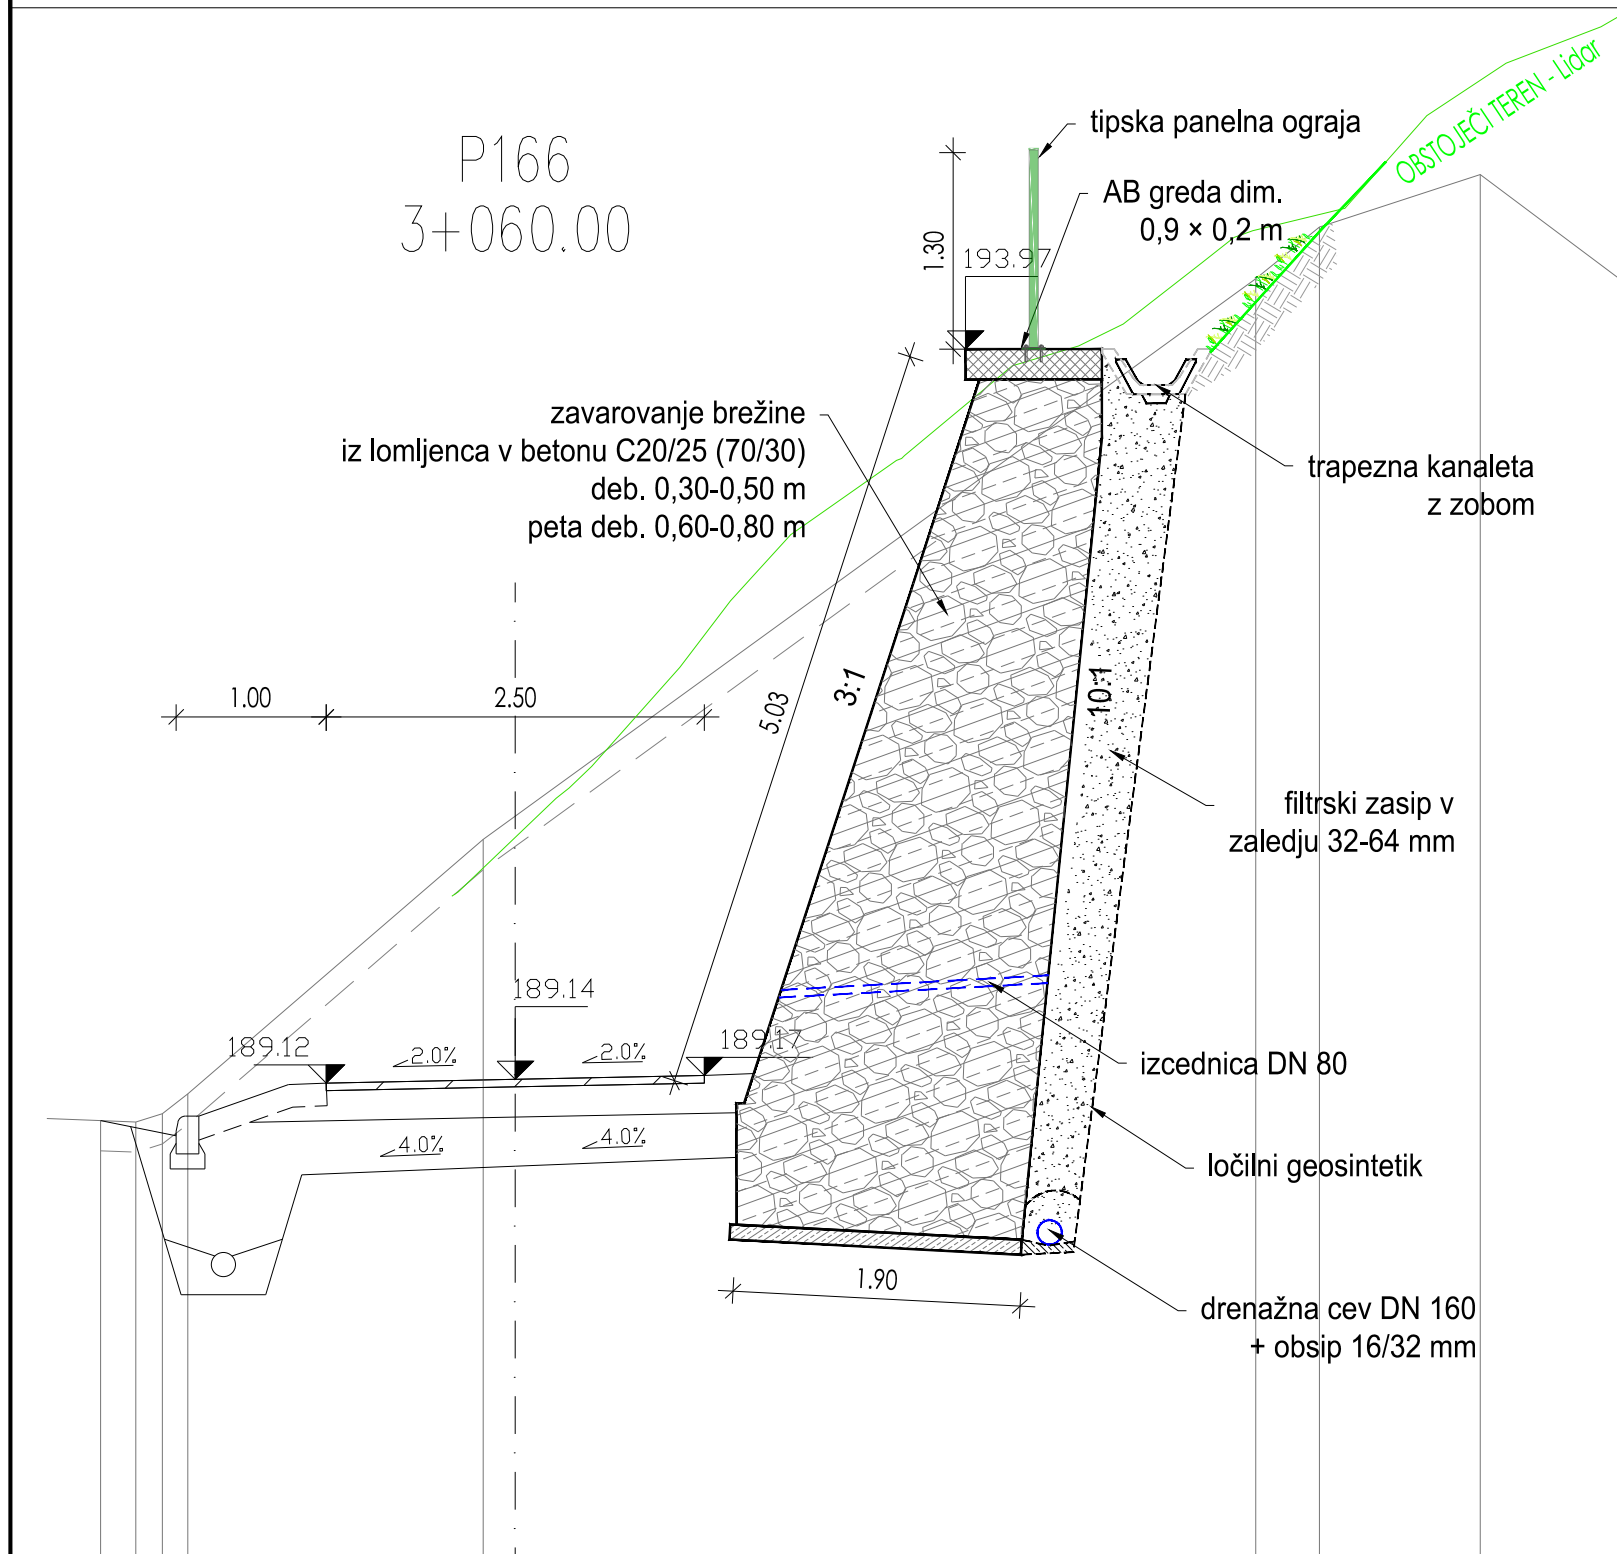 P166
3+060.00
OBSTOJEČI TEREN - Lidar
tipska panelna ograja
AB greda dim.
0,9 × 0,2 m
1.30
193.97
zavarovanje brežine
iz lomljenca v betonu C20/25 (70/30)
deb. 0,30-0,50 m
peta deb. 0,60-0,80 m
trapezna kanaleta
z zobom
1.00
2.50
5.03
3:1
10:1
filtrski zasip v
zaledju 32-64 mm
189.14
189.12
2.0%
2.0%
189.17
izcednica DN 80
4.0%
4.0%
ločilni geosintetik
1.90
drenažna cev DN 160
+ obsip 16/32 mm